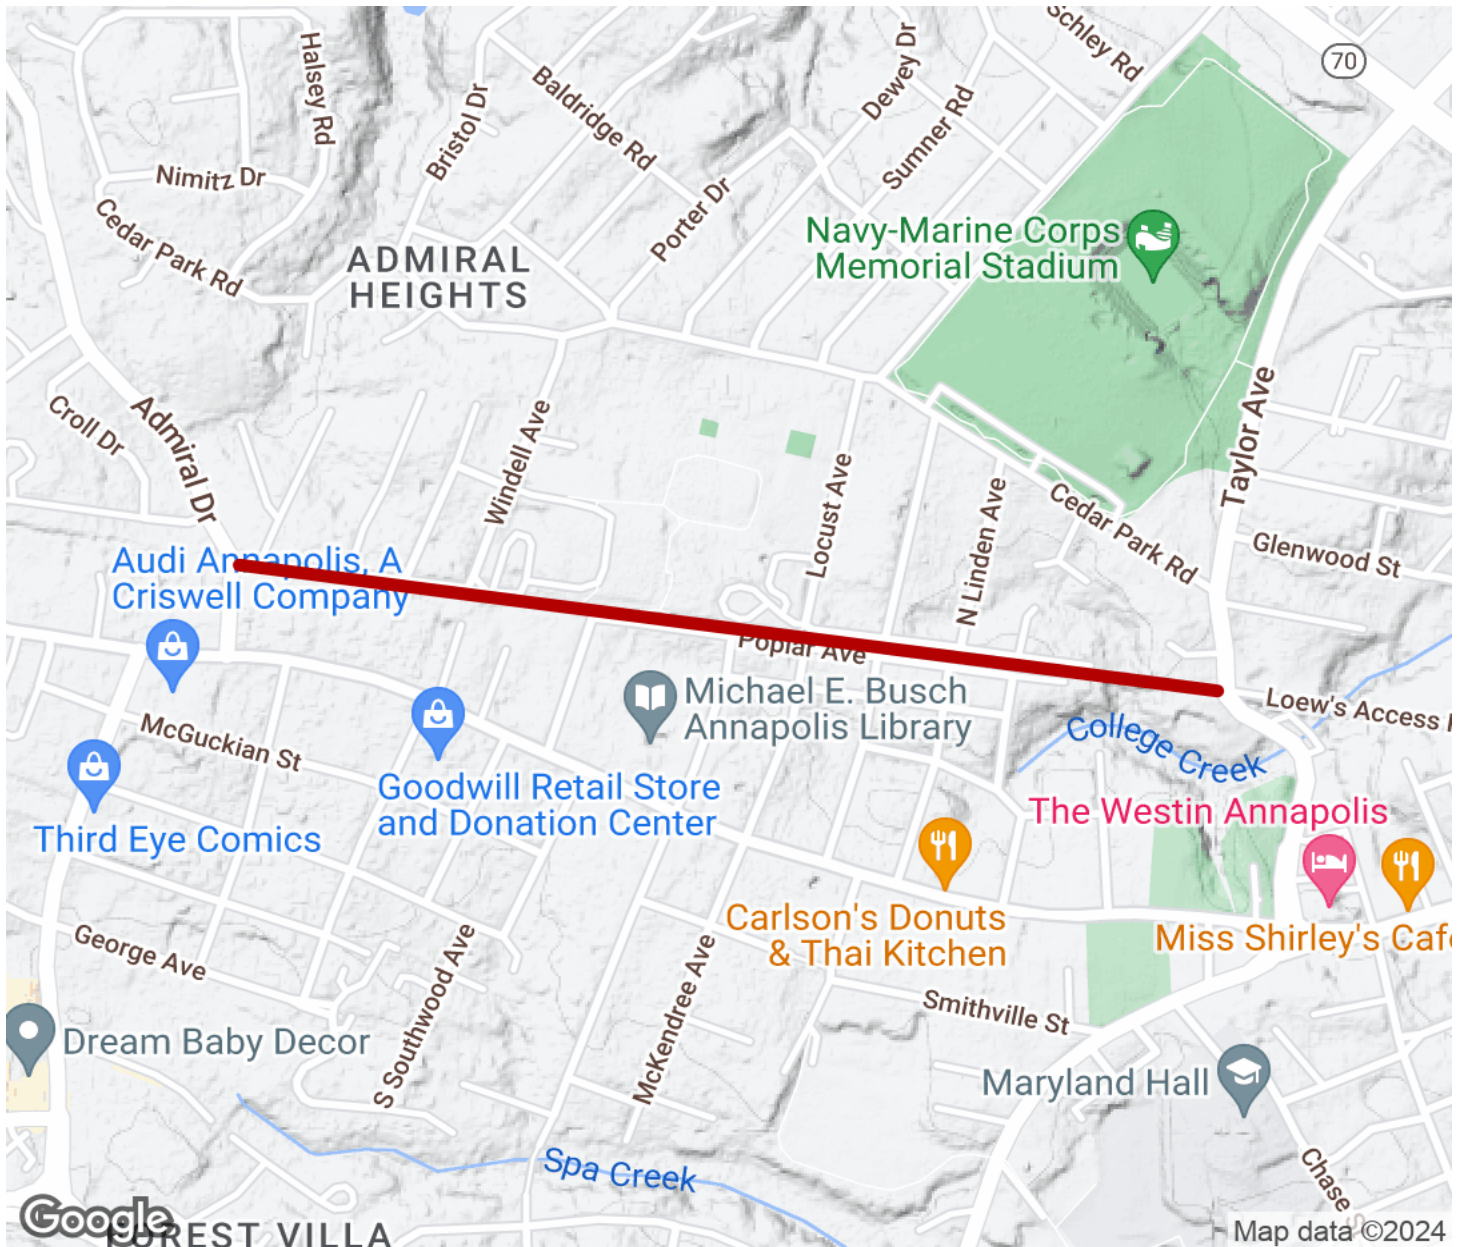 Schley Rd
70
Halsey Rd
Dewey Dr
Baldridge Rd
Bristol Dr
Sumner Rd
Nimitz Dr
Porter Dr
Cedar Park Rd
Navy-Marine Corps
Memorial Stadium
ADMIRAL
HEIGHTS
Taylor Ave
Croll Dr
Admiral Dr
Windell Ave
Locust Ave
N Linden Ave
Cedar Park Rd
Glenwood St
Audi Annapolis, A
Criswell Company
Poplar Ave
Michael E. Busch
Annapolis Library
Loew's Access
College Creek
McGuckian St
Goodwill Retail Store
and Donation Center
The Westin Annapolis
Third Eye Comics
Carlson's Donuts
& Thai Kitchen
Miss Shirley's Cafe
George Ave
S Southwood Ave
McKendree Ave
Smithville St
Dream Baby Decor
Maryland Hall
Spa Creek
Chase S
Google
FOREST VILLA
Map data ©2024